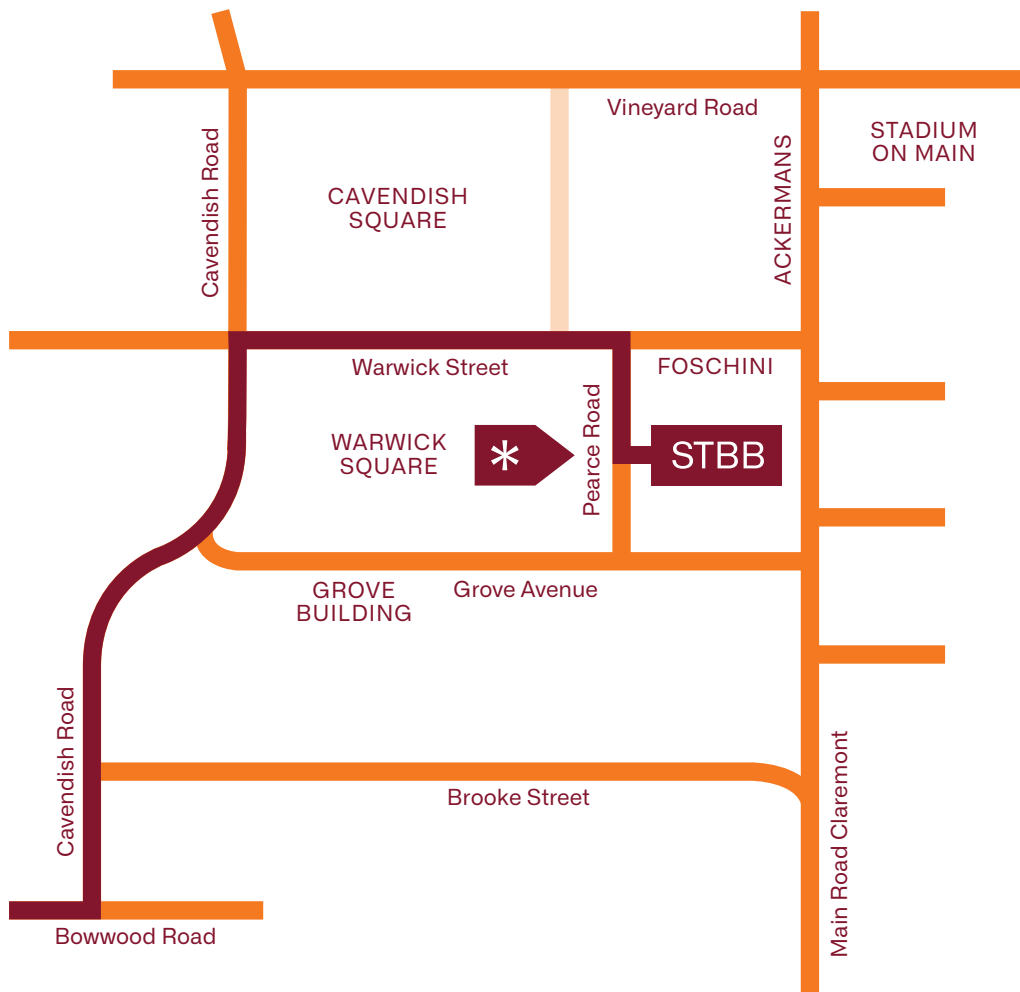 Vineyard Road
STADIUM
ON MAIN
Cavendish Road
ACKERMANS
CAVENDISH
SQUARE
Warwick Street
FOSCHINI
WARWICK
SQUARE
*
Pearce Road
STBB
GROVE
BUILDING
Grove Avenue
Cavendish Road
Brooke Street
Main Road Claremont
Bowwood Road